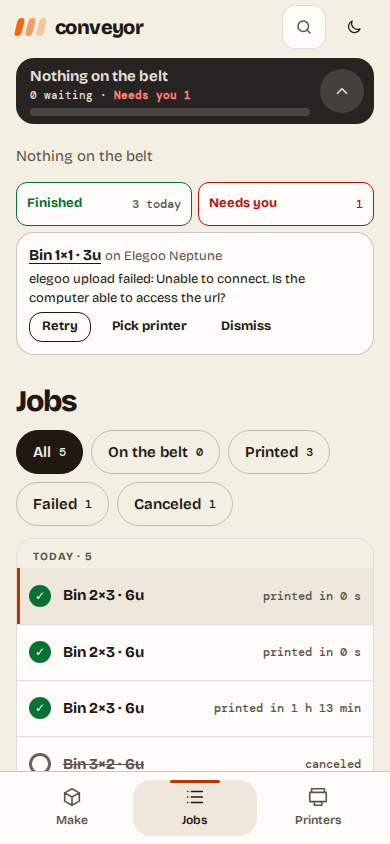 conveyor
Nothing on the belt
0 waiting · Needs you 1
Nothing on the belt
Finished 3 today
Needs you 1
Bin 1×1 · 3u on Elegoo Neptune
elegoo upload failed: Unable to connect. Is the
computer able to access the url?
Retry Pick printer Dismiss
Jobs
All 5 On the belt 0 Printed 3
Failed 1 Canceled 1
TODAY · 5
Bin 2×3 · 6u printed in 0 s
Bin 2×3 · 6u printed in 0 s
Bin 2×3 · 6u printed in 1 h 13 min
Bin 3×2 · 6u canceled
Make Jobs Printers